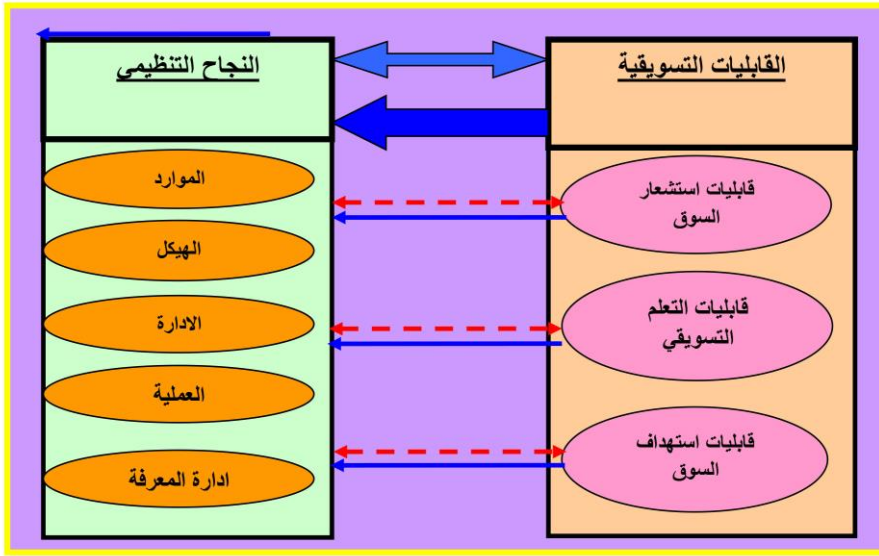 القابليات التسويقية
قابليات استشعار
السوق
قابليات التعلم
التسويقي
قابليات استهداف
السوق
النجاح التنظيمي
الموارد
الهيكل
الادارة
العملية
ادارة المعرفة